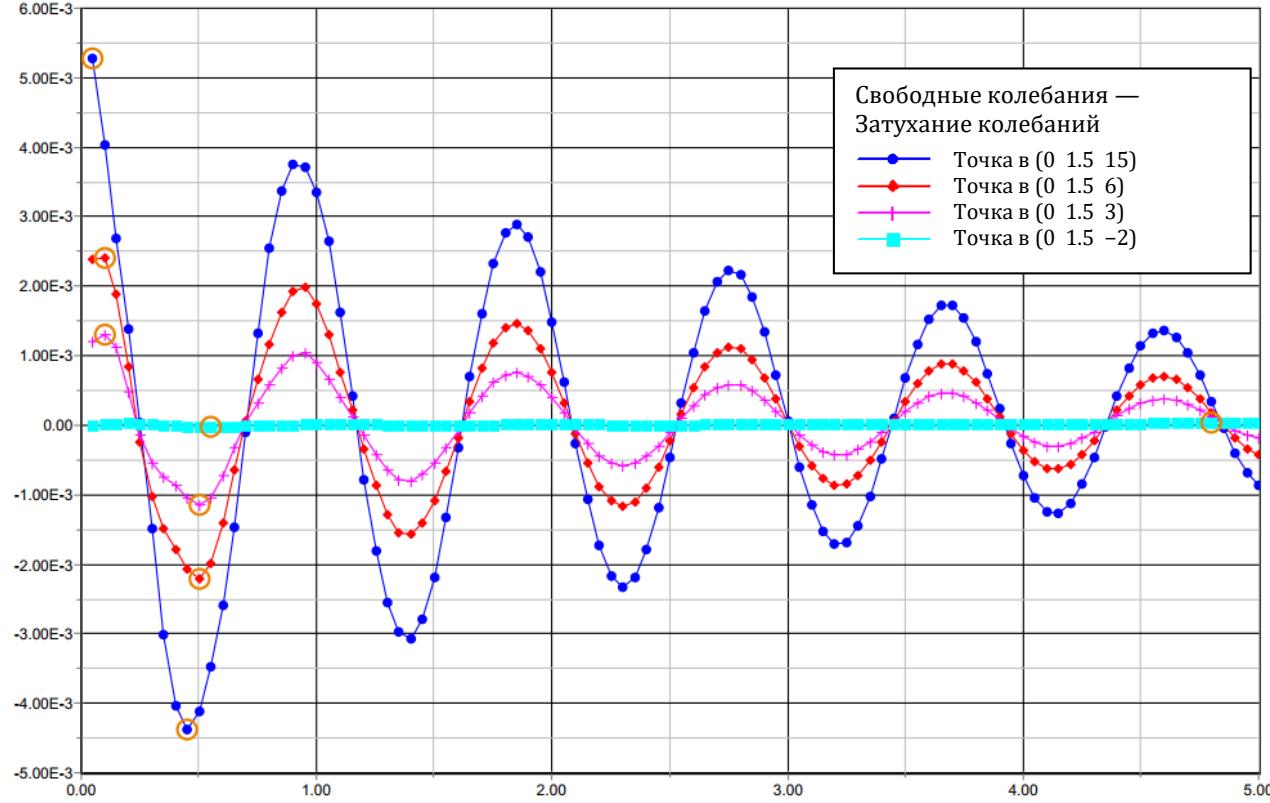 6.00E-3
5.00E-3
4.00E-3
3.00E-3
2.00E-3
1.00E-3
0.00
-1.00E-3
-2.00E-3
-3.00E-3
-4.00E-3
-5.00E-3
0.00 1.00 2.00 3.00 4.00 5.00
Свободные колебания —
Затухание колебаний
Точка в (0 1.5 15)
Точка в (0 1.5 6)
Точка в (0 1.5 3)
Точка в (0 1.5 −2)